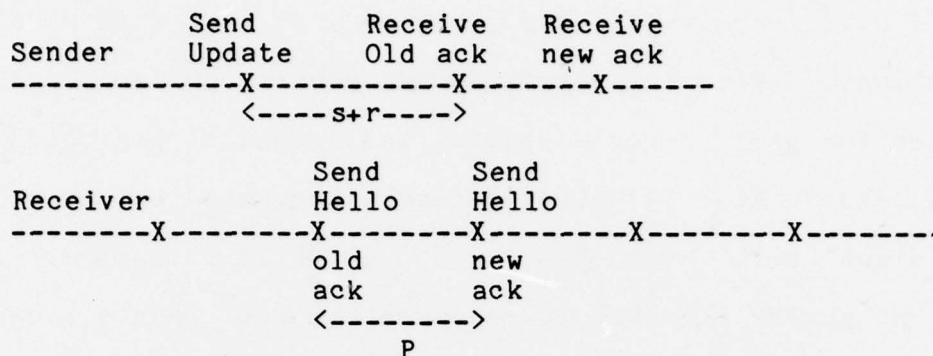 Send        Receive    Receive
Sender      Update      Old ack    new ack
--------------X-------------X--------X------
              <----s+r---->
                   Send      Send
Receiver           Hello     Hello
---------X---------X---------X---------X---------X--------
                   old       new
                   ack       ack
                   <--------->
                        P